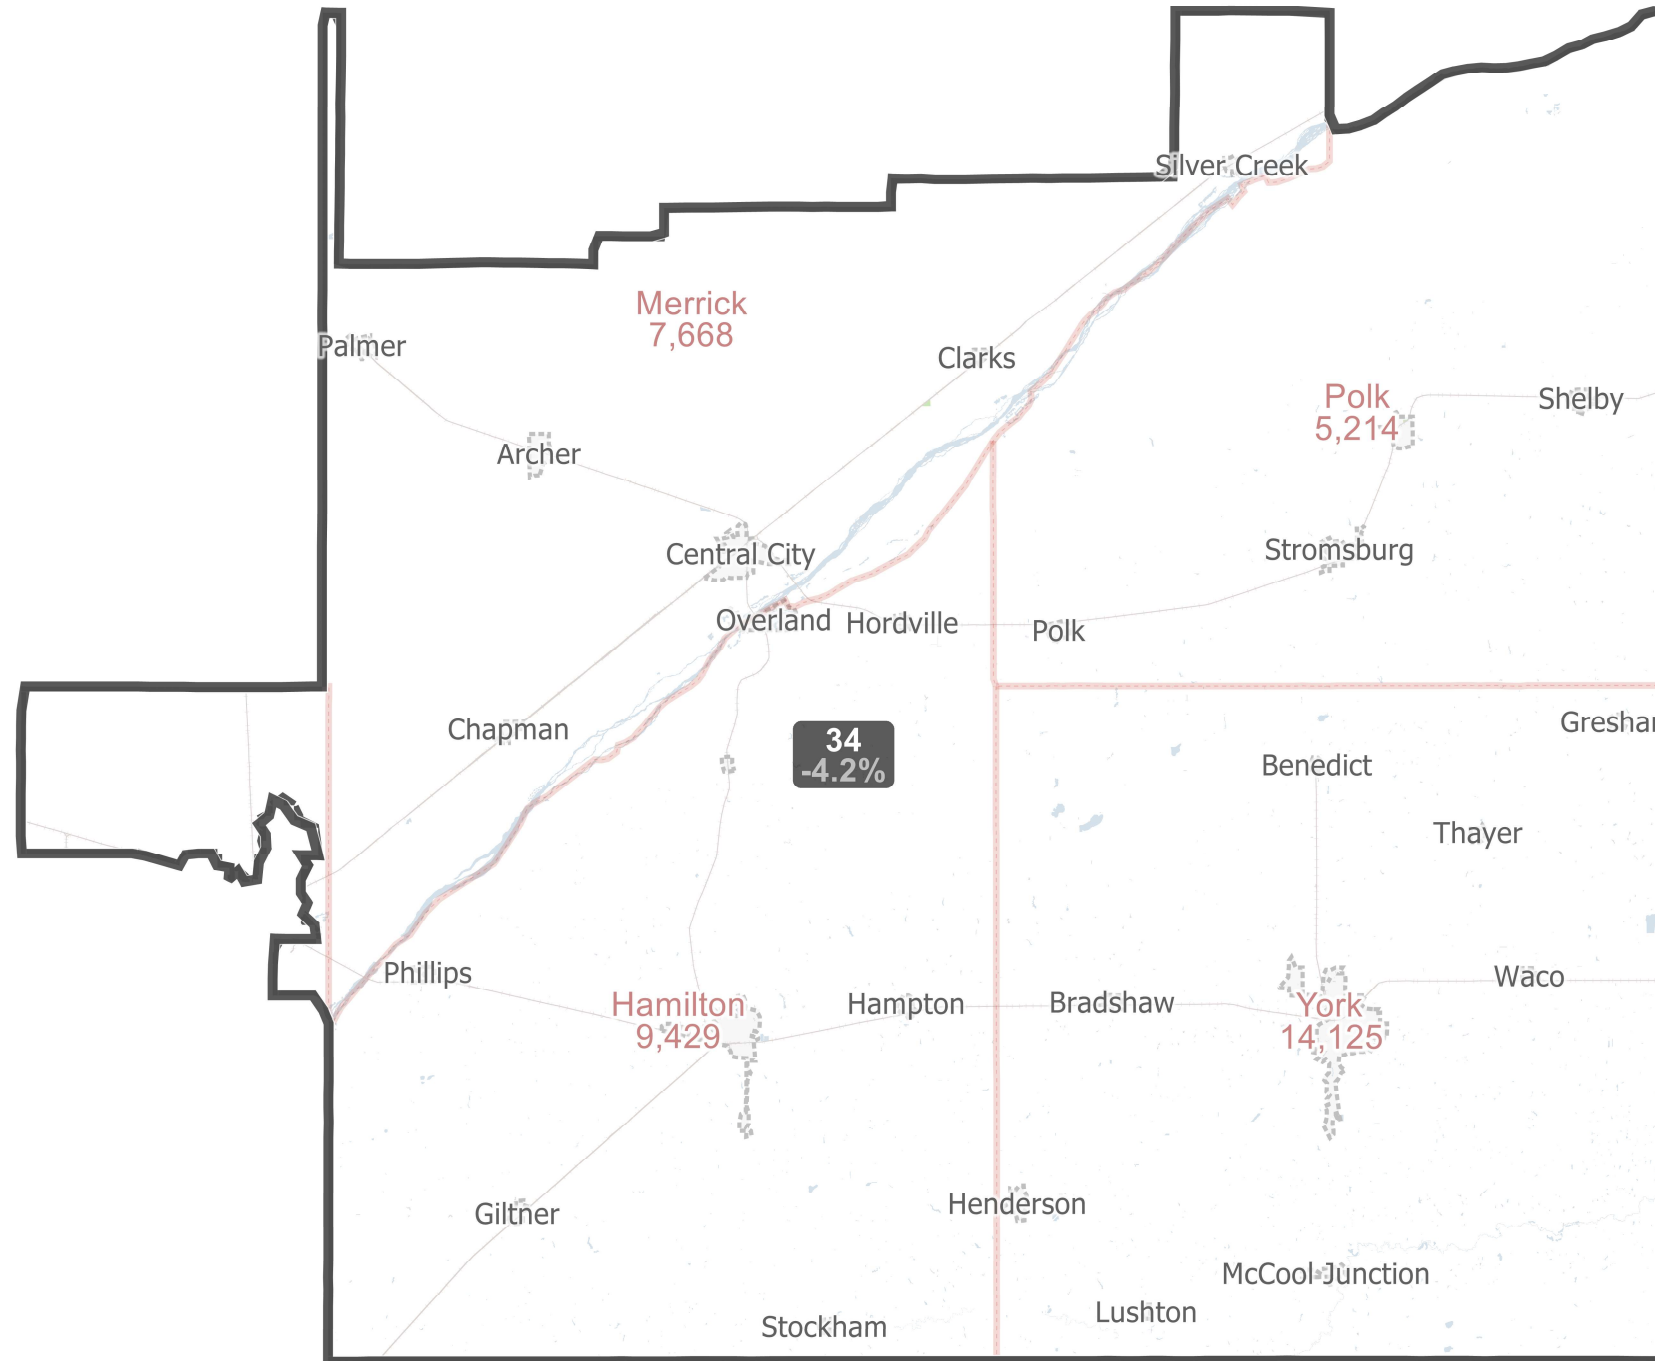 Silver Creek
Merrick
7,668
Palmer
Clarks
Polk
5,214
Shelby
Archer
Central City
Stromsburg
Overland
Hordville
Polk
Chapman
34
-4.2%
Greshar
Benedict
Thayer
Phillips
Waco
Hamilton
9,429
Hampton
Bradshaw
York
14,125
Henderson
Giltner
McCool Junction
Lushton
Stockham